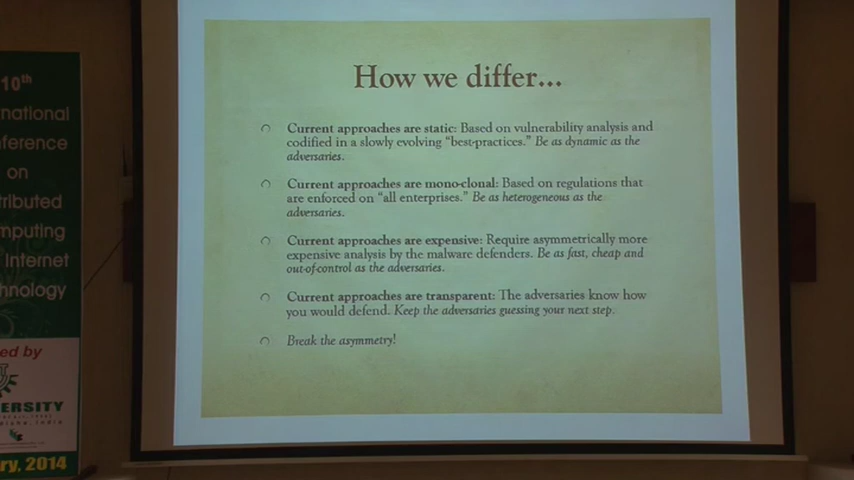 10th
national
ference
on
tributed
mputing
Internet
hnology
ed by
ERSITY
ry, 2014
How we differ...
Current approaches are static: Based on vulnerability analysis and
codified in a slowly evolving “best-practices.” Be as dynamic as the
adversaries.
Current approaches are mono-clonal: Based on regulations that
are enforced on “all enterprises.” Be as heterogeneous as the
adversaries.
Current approaches are expensive: Require asymmetrically more
expensive analysis by the malware defenders. Be as fast, cheap and
out-of-control as the adversaries.
Current approaches are transparent: The adversaries know how
you would defend. Keep the adversaries guessing your next step.
Break the asymmetry!